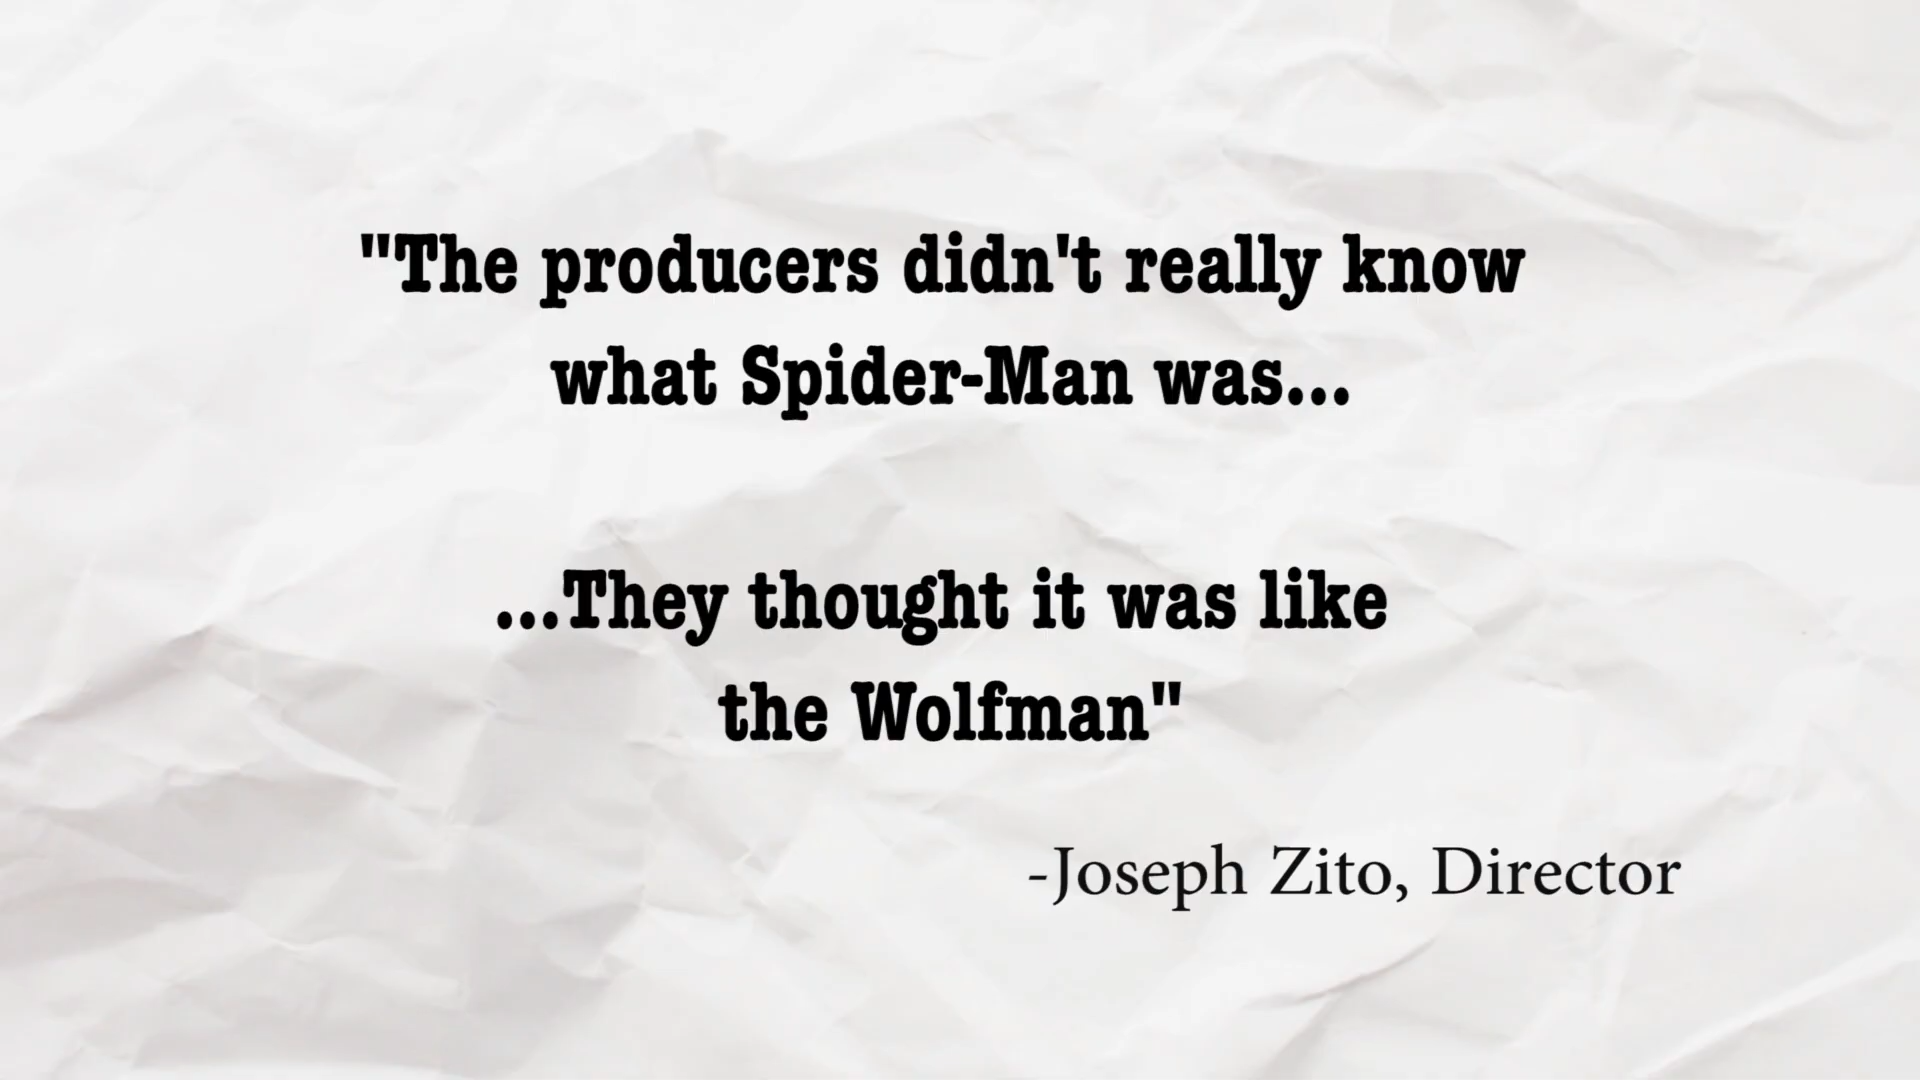 "The producers didn't really know
what Spider-Man was...
...They thought it was like
the Wolfman"
-Joseph Zito, Director